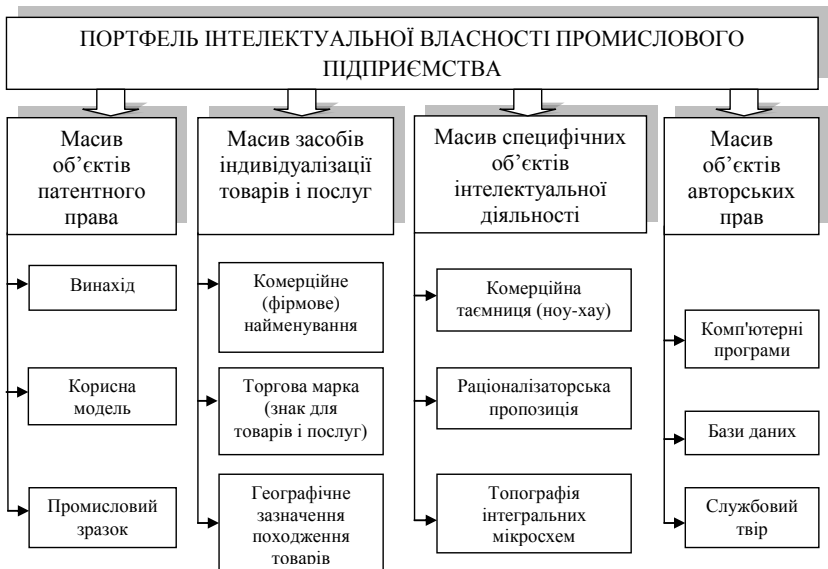 ПОРТФЕЛЬ ІНТЕЛЕКТУАЛЬНОЇ ВЛАСНОСТІ ПРОМИСЛОВОГО
ПІДПРИЄМСТВА
Масив
об’єктів
патентного
права
Винахід
Корисна
модель
Промисловий
зразок
Масив засобів
індивідуалізації
товарів і послуг
Комерційне
(фірмове)
найменування
Торгова марка
(знак для
товарів і послуг)
Географічне
зазначення
походження
товарів
Масив специфічних
об’єктів
інтелектуальної
діяльності
Комерційна
таємниця (ноу-хау)
Раціоналізаторська
пропозиція
Топографія
інтегральних
мікросхем
Масив
об’єктів
авторських
прав
Комп'ютерні
програми
Бази даних
Службовий
твір